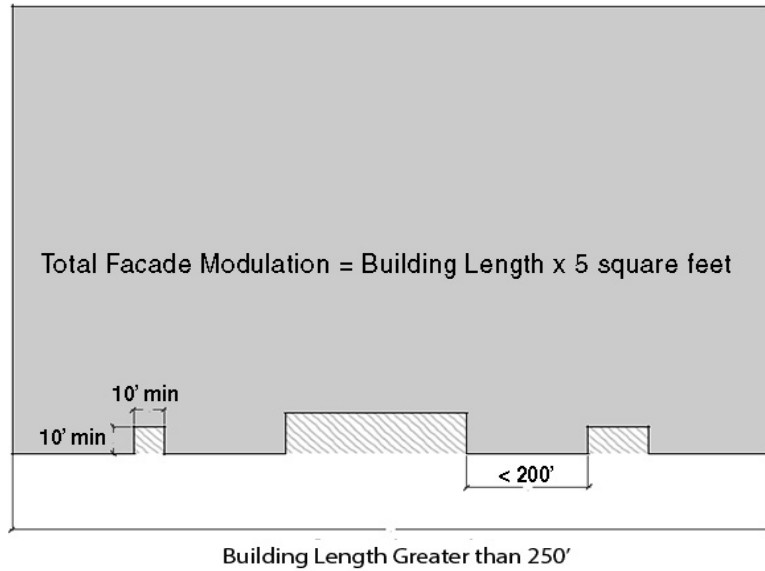 Total Facade Modulation = Building Length x 5 square feet
10' min
10' min
< 200'
Building Length Greater than 250'